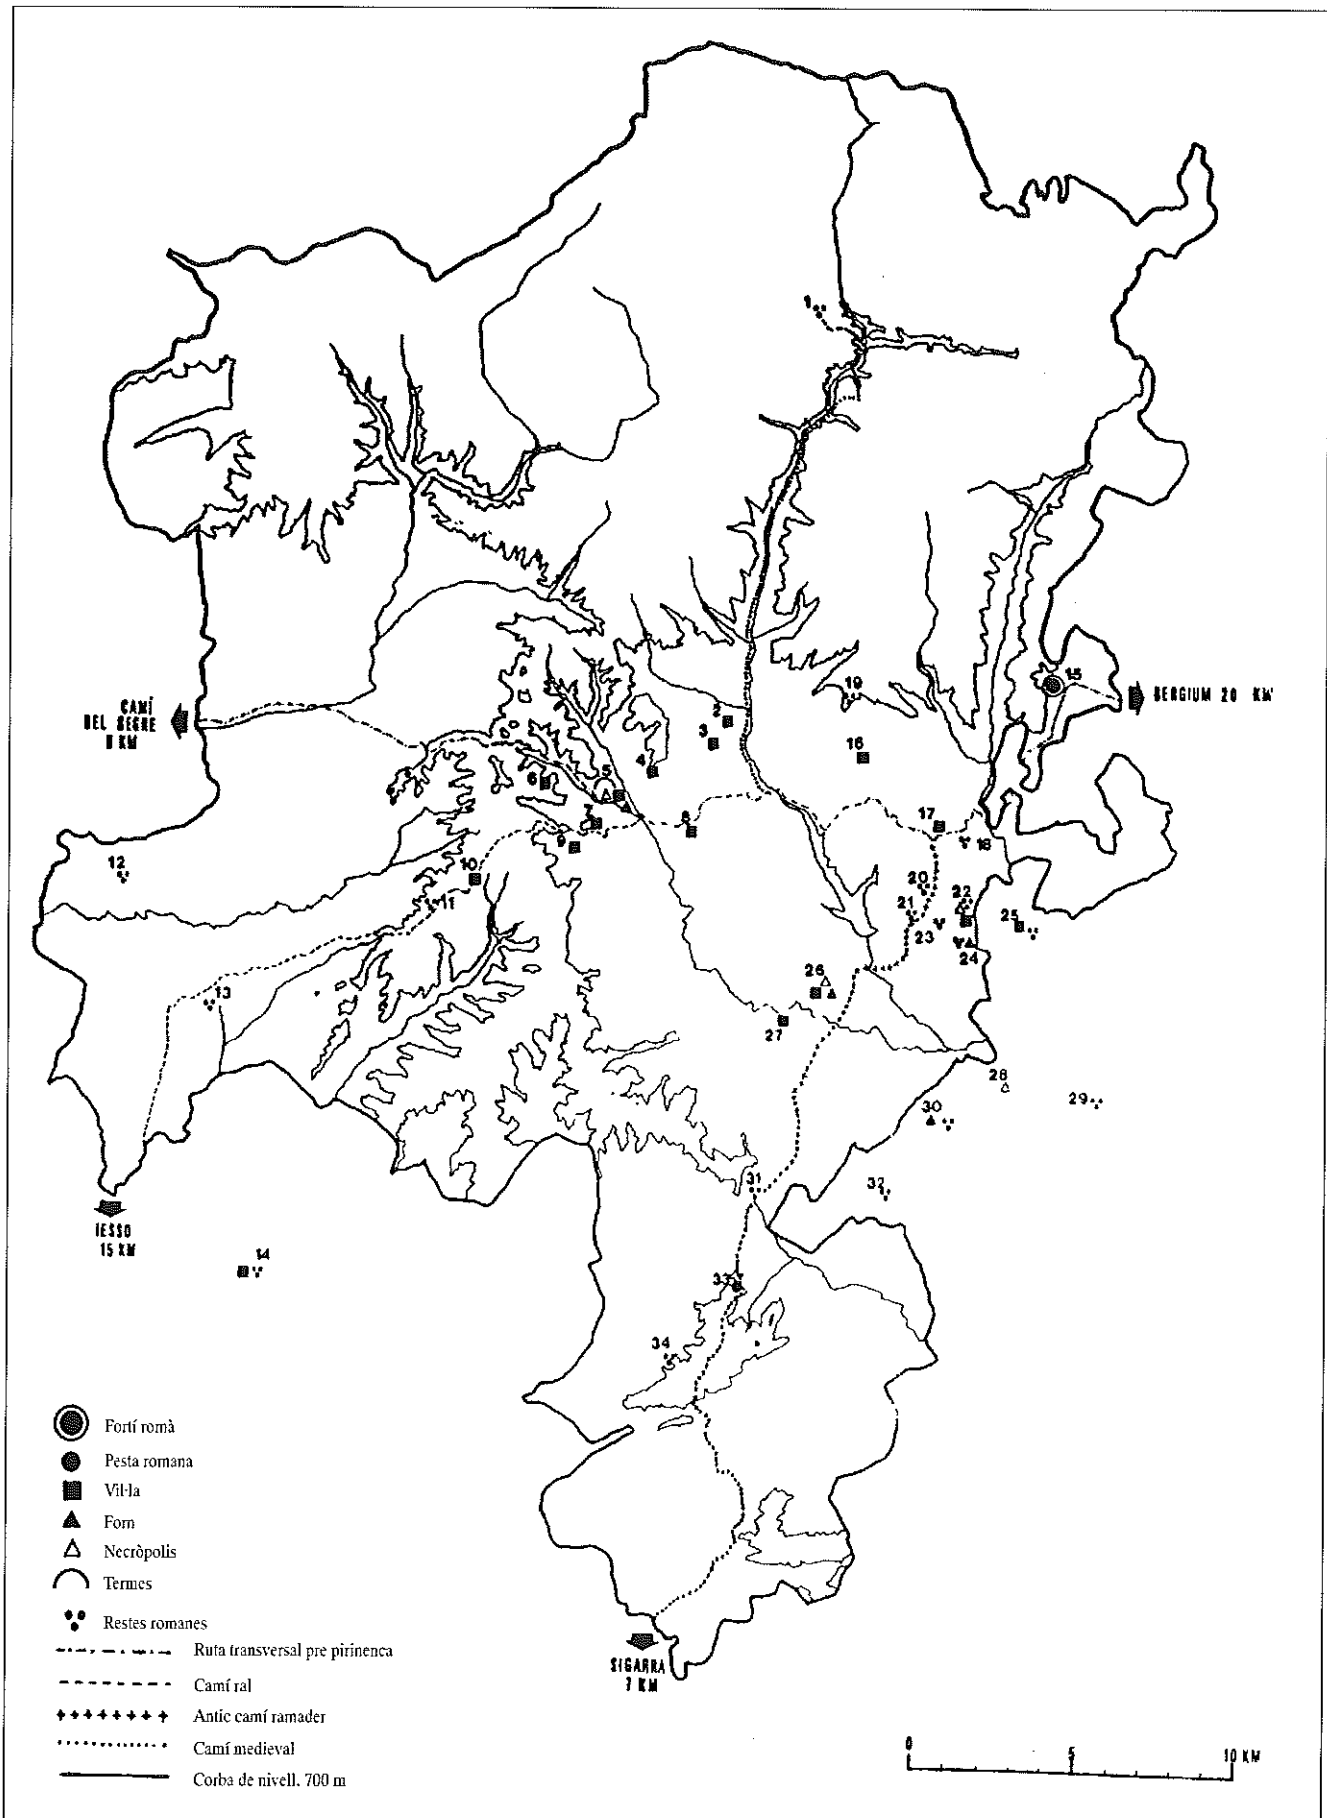 1
19
15
BERGIUM 20 KM
CAMÍ
DEL SEGRE
8 KM
2
3
4
16
5
6
7
8
17
18
9
10
11
12
20
21
22
23
24
25
26
27
13
28
29
30
31
32
IESSO
15 KM
14
33
34
Fortí romà
Pesta romana
Vil·la
Forn
Necròpolis
Termes
Restes romanes
Ruta transversal pre pirinenca
Camí ral
Antic camí ramader
Camí medieval
Corba de nivell. 700 m
SIGARRA
7 KM
0 5 10 KM